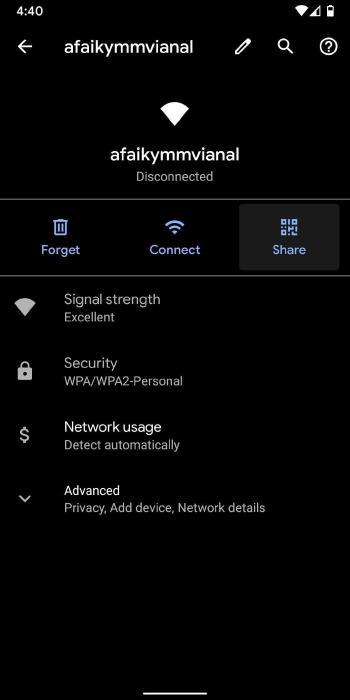 4:40
afaikymmvianal
afaikymmvianal
Disconnected
Forget
Connect
Share
Signal strength
Excellent
Security
WPA/WPA2-Personal
Network usage
Detect automatically
Advanced
Privacy, Add device, Network details